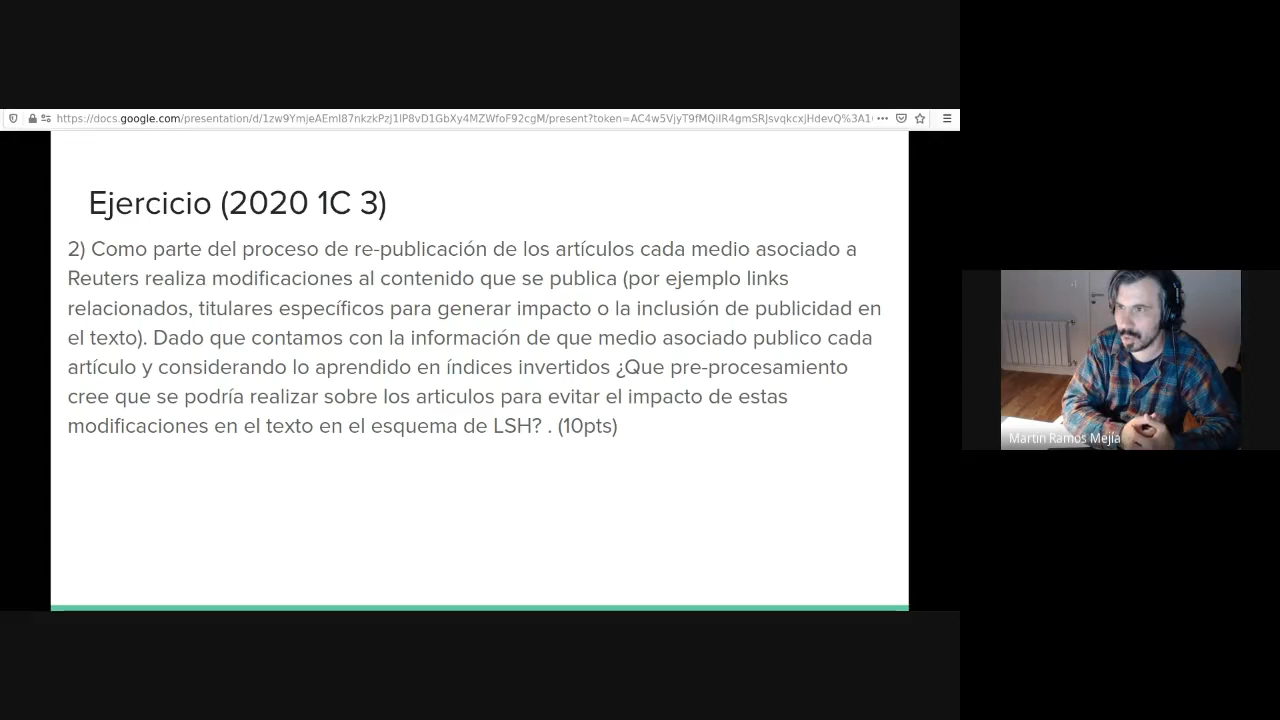 https://docs.google.com/presentation/d/1zw9YmjeAEml87nkzkPzJ1lP8vD1GbXy4MZWfoF92cgM/present?token=AC4w5VjyT9fMQilR4gmSRJsvqkcxjHdevQ%3A1
Ejercicio (2020 1C 3)
2) Como parte del proceso de re-publicación de los artículos cada medio asociado a
Reuters realiza modificaciones al contenido que se publica (por ejemplo links
relacionados, titulares específicos para generar impacto o la inclusión de publicidad en
el texto). Dado que contamos con la información de que medio asociado publico cada
artículo y considerando lo aprendido en índices invertidos ¿Que pre-procesamiento
cree que se podría realizar sobre los articulos para evitar el impacto de estas
modificaciones en el texto en el esquema de LSH? . (10pts)
Martín Ramos Mejía